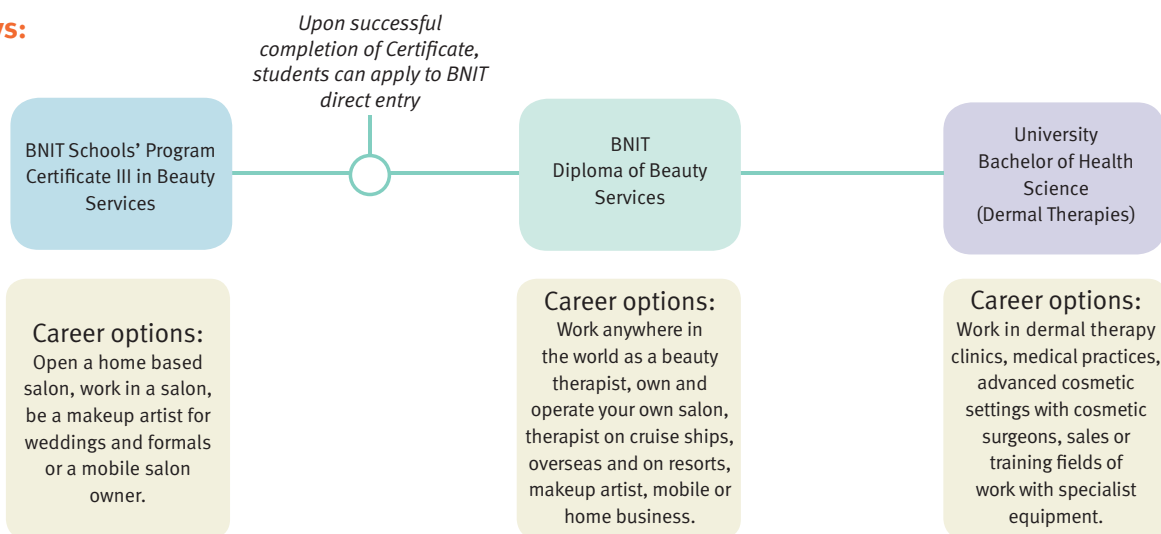 ys:
Upon successful
completion of Certificate,
students can apply to BNIT
direct entry
BNIT Schools’ Program
Certificate III in Beauty
Services
BNIT
Diploma of Beauty
Services
University
Bachelor of Health
Science
(Dermal Therapies)
Career options:
Open a home based
salon, work in a salon,
be a makeup artist for
weddings and formals
or a mobile salon
owner.
Career options:
Work anywhere in
the world as a beauty
therapist, own and
operate your own salon,
therapist on cruise ships,
overseas and on resorts,
makeup artist, mobile or
home business.
Career options:
Work in dermal therapy
clinics, medical practices,
advanced cosmetic
settings with cosmetic
surgeons, sales or
training fields of
work with specialist
equipment.